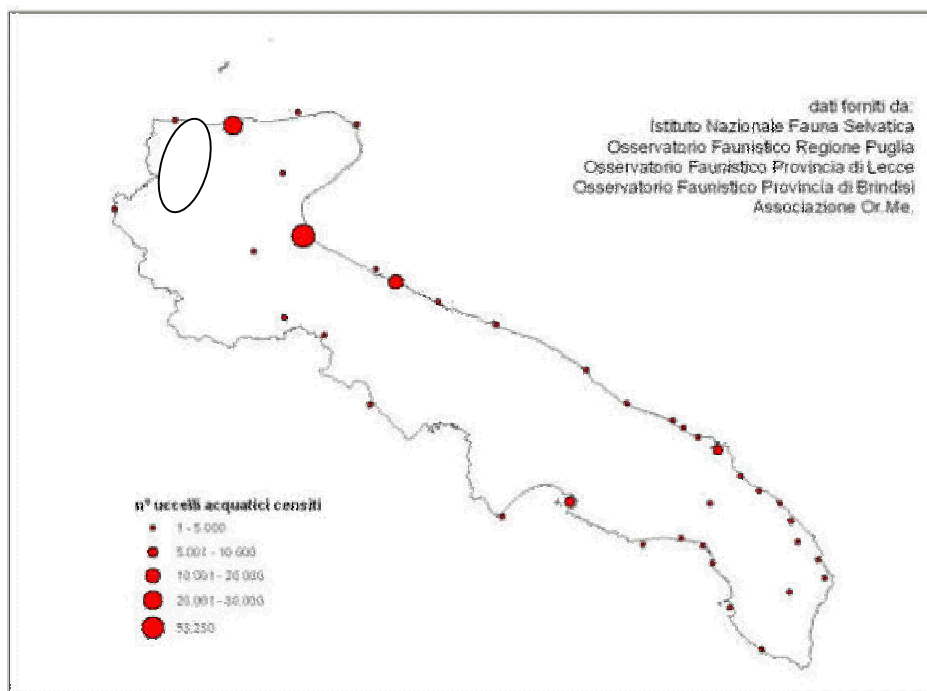 dati forniti da:
Istituto Nazionale Fauna Selvatica
Osservatorio Faunistico Regione Puglia
Osservatorio Faunistico Provincia di Lecce
Osservatorio Faunistico Provincia di Brindisi
Associazione Or.Me.
n° uccelli acquatici censiti
1 - 5.000
5.001 - 10.000
10.001 - 20.000
20.001 - 30.000